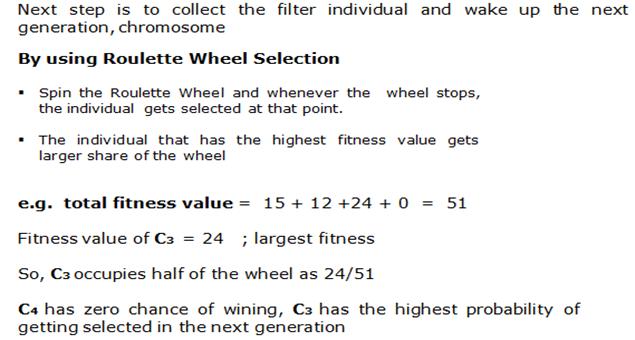 Next step is to collect the filter individual and wake up the next
generation, chromosome
By using Roulette Wheel Selection
▪ Spin the Roulette Wheel and whenever the wheel stops,
the individual gets selected at that point.
▪ The individual that has the highest fitness value gets
larger share of the wheel
e.g. total fitness value = 15 + 12 +24 + 0 = 51
Fitness value of C3 = 24 ; largest fitness
So, C3 occupies half of the wheel as 24/51
C4 has zero chance of wining, C3 has the highest probability of
getting selected in the next generation